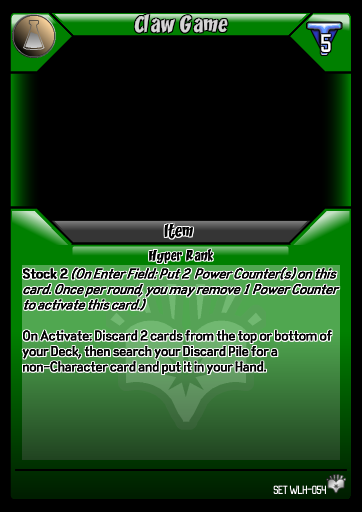 Claw Game
5
Item
Hyper Rank
Stock 2 (On Enter Field: Put 2 Power Counter(s) on this
card. Once per round, you may remove 1 Power Counter
to activate this card.)
On Activate: Discard 2 cards from the top or bottom of
your Deck, then search your Discard Pile for a
non-Character card and put it in your Hand.
SET WLH-054